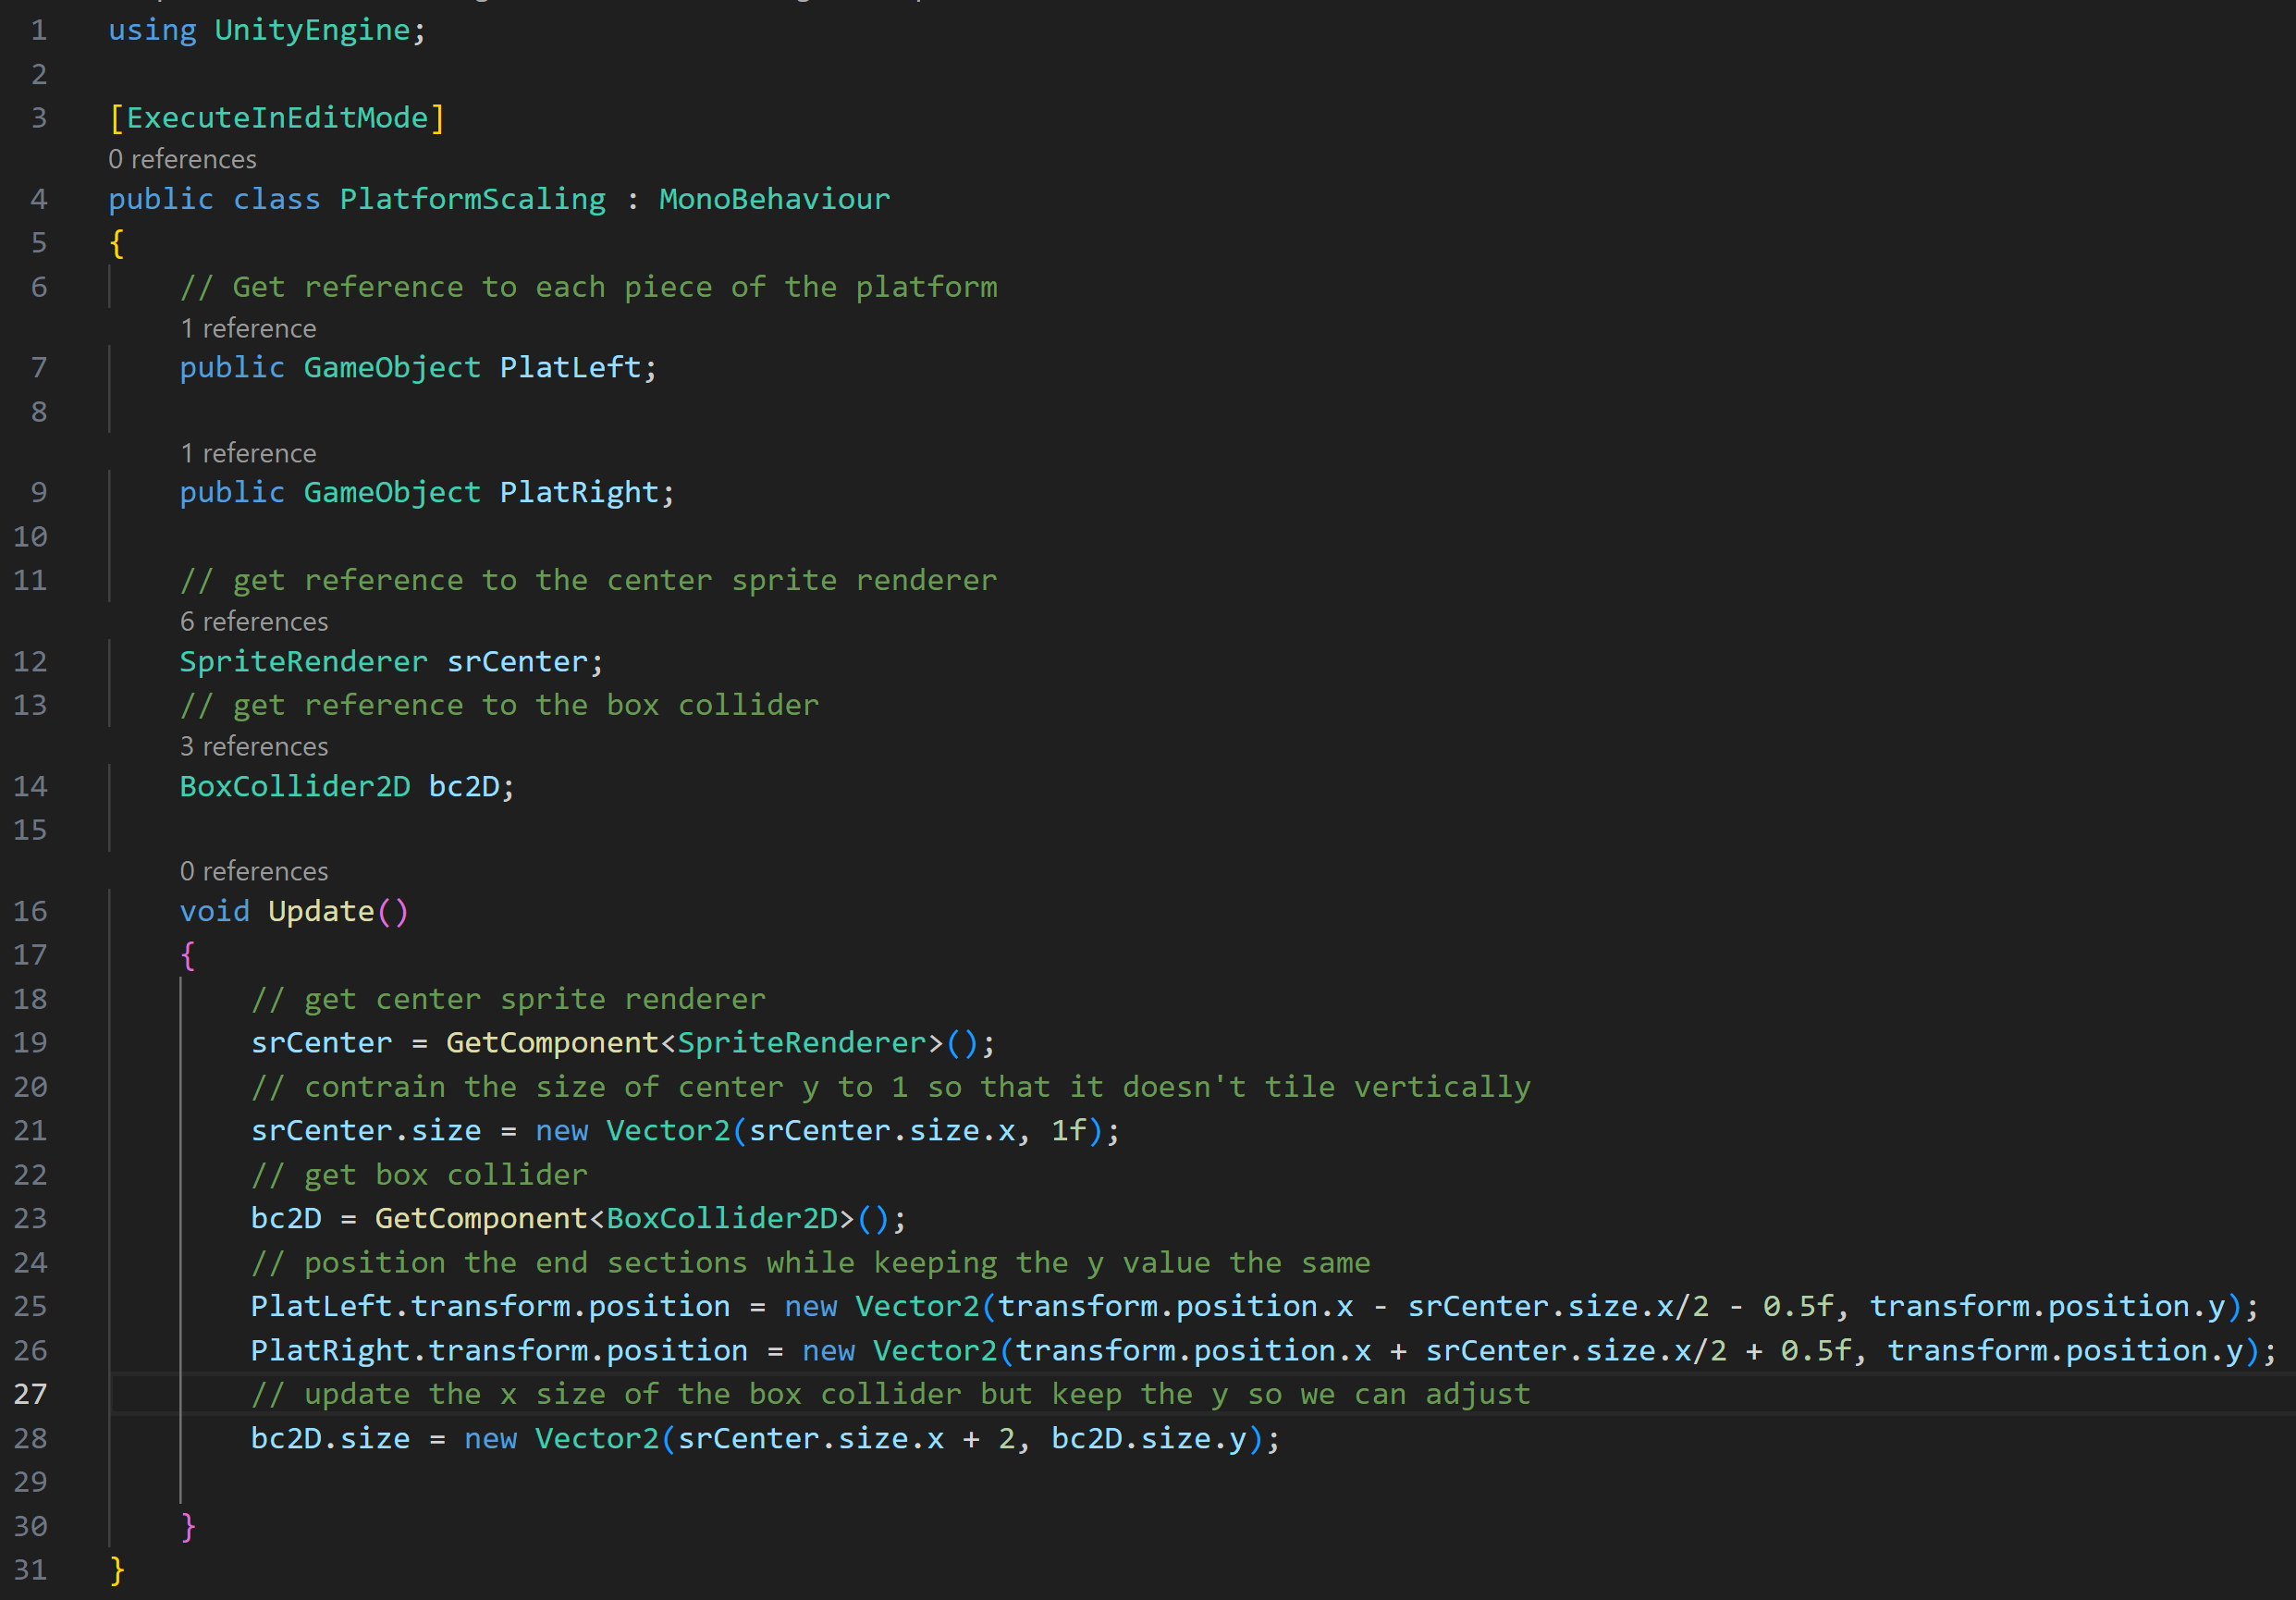 1 using UnityEngine;
2
3 [ExecuteInEditMode]
0 references
4 public class PlatformScaling : MonoBehaviour
5 {
6 // Get reference to each piece of the platform
1 reference
7 public GameObject PlatLeft;
8
1 reference
9 public GameObject PlatRight;
10
11 // get reference to the center sprite renderer
6 references
12 SpriteRenderer srCenter;
13 // get reference to the box collider
3 references
14 BoxCollider2D bc2D;
15
0 references
16 void Update()
17 {
18 // get center sprite renderer
19 srCenter = GetComponent<SpriteRenderer>();
20 // contrain the size of center y to 1 so that it doesn't tile vertically
21 srCenter.size = new Vector2(srCenter.size.x, 1f);
22 // get box collider
23 bc2D = GetComponent<BoxCollider2D>();
24 // position the end sections while keeping the y value the same
25 PlatLeft.transform.position = new Vector2(transform.position.x - srCenter.size.x/2 - 0.5f, transform.position.y);
26 PlatRight.transform.position = new Vector2(transform.position.x + srCenter.size.x/2 + 0.5f, transform.position.y);
27 // update the x size of the box collider but keep the y so we can adjust
28 bc2D.size = new Vector2(srCenter.size.x + 2, bc2D.size.y);
29
30 }
31 }